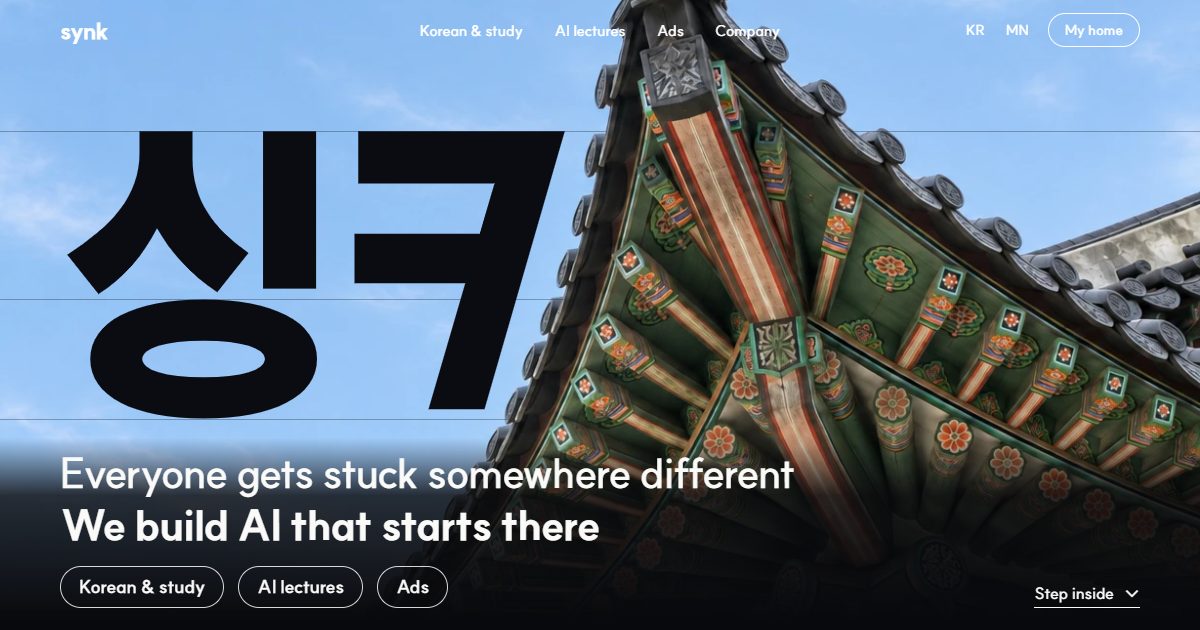 synk
Korean & study
AI lectures
Ads
Company
KR
MN
My home
싱크
Everyone gets stuck somewhere different
We build AI that starts there
Korean & study
AI lectures
Ads
Step inside